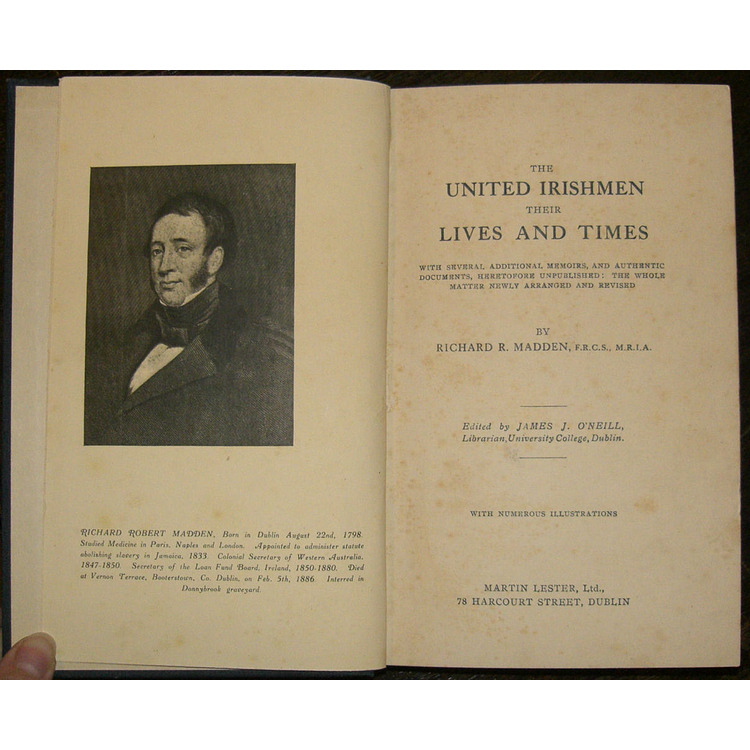 RICHARD ROBERT MADDEN, Born in Dublin August 22nd, 1798.
Studied Medicine in Paris, Naples and London. Appointed to administer statute
abolishing slavery in Jamaica, 1833. Colonial Secretary of Western Australia,
1847-1850. Secretary of the Loan Fund Board, Ireland, 1850-1880. Died
at Vernon Terrace, Booterstown, Co. Dublin, on Feb. 5th, 1886. Interred in
Donnybrook graveyard.
THE
UNITED IRISHMEN
THEIR
LIVES AND TIMES
WITH SEVERAL ADDITIONAL MEMOIRS, AND AUTHENTIC
DOCUMENTS, HERETOFORE UNPUBLISHED: THE WHOLE
MATTER NEWLY ARRANGED AND REVISED
BY
RICHARD R. MADDEN, F.R.C.S., M.R.I.A.
Edited by JAMES J. O'NEILL,
Librarian, University College, Dublin.
WITH NUMEROUS ILLUSTRATIONS
MARTIN LESTER, Ltd.,
78 HARCOURT STREET, DUBLIN